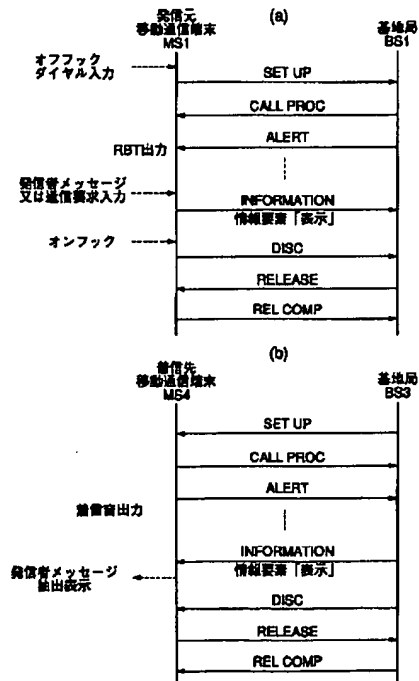 (a)
発信元
移動通信端末
MS1
基地局
BS1
オフフック
ダイヤル入力
SET UP
CALL PROC
ALERT
RBT出力
発信者メッセージ
又は送信要求入力
INFORMATION
情報要素「表示」
オンフック
DISC
RELEASE
REL COMP
(b)
着信先
移動通信端末
MS4
基地局
BS3
SET UP
CALL PROC
ALERT
着信音出力
INFORMATION
情報要素「表示」
発信者メッセージ
抽出表示
DISC
RELEASE
REL COMP